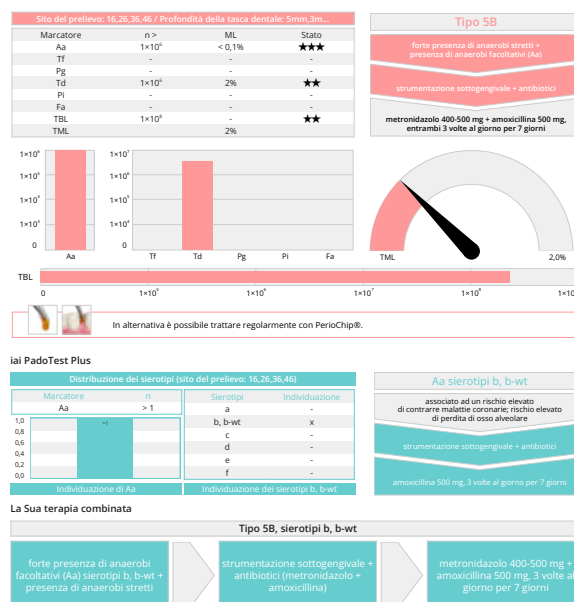 Sito del prelievo: 16,26,36,46 / Profondità della tasca dentale: 5mm,3m...
Marcatore n > ML Stato
Aa 1×10⁶ < 0,1% ★★★
Tf - - -
Pg - - -
Td 1×10⁶ 2% ★★
Pi - - -
Fa - - -
TBL 1×10⁸ - ★★
TML 2%
Tipo 5B
forte presenza di anaerobi stretti +
presenza di anaerobi facoltativi (Aa)
strumentazione sottogengivale + antibiotici
metronidazolo 400-500 mg + amoxicillina 500 mg,
entrambi 3 volte al giorno per 7 giorni
1×10⁶
1×10⁵
1×10⁴
1×10³
0
Aa
1×10⁷
1×10⁶
1×10⁵
1×10⁴
0
Tf Td Pg Pi Fa
TML 2,0%
TBL
0 1×10⁵ 1×10⁶ 1×10⁷ 1×10⁸ 1×10
In alternativa è possibile trattare regolarmente con PerioChip®.
iai PadoTest Plus
Distribuzione dei sierotipi (sito del prelievo: 16,26,36,46)
Marcatore n
Aa > 1
1,0
0,8
0,6
0,4
0,2
0,0
>1
Individuazione di Aa
Sierotipi Individuazione
a -
b, b-wt x
c -
d -
e -
f -
Individuazione dei sierotipi b, b-wt
Aa sierotipi b, b-wt
associato ad un rischio elevato
di contrarre malattie coronarie; rischio elevato
di perdita di osso alveolare
strumentazione sottogengivale + antibiotici
amoxicillina 500 mg, 3 volte al giorno per 7 giorni
La Sua terapia combinata
Tipo 5B, sierotipi b, b-wt
forte presenza di anaerobi
facoltativi (Aa) sierotipi b, b-wt +
presenza di anaerobi stretti
strumentazione sottogengivale +
antibiotici (metronidazolo +
amoxicillina)
metronidazolo 400-500 mg +
amoxicillina 500 mg, 3 volte al
giorno per 7 giorni